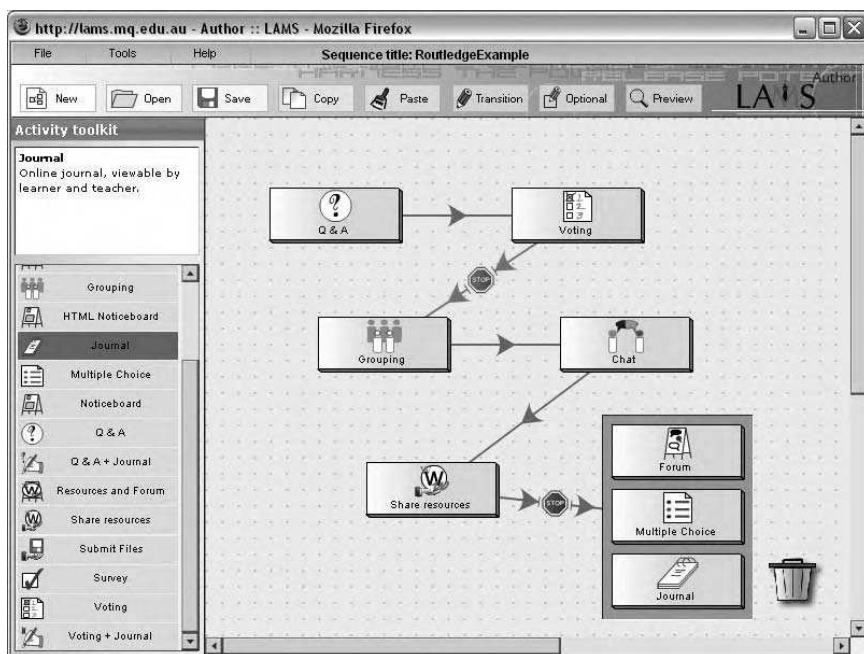 http://lams.mq.edu.au - Author :: LAMS - Mozilla Firefox
File Tools Help Sequence title: RoutledgeExample
Author
New Open Save Copy Paste Transition Optional Preview LAMS
Activity toolkit
Journal
Online journal, viewable by
learner and teacher.
Grouping
HTML Noticeboard
Journal
Multiple Choice
Noticeboard
Q & A
Q & A + Journal
Resources and Forum
Share resources
Submit Files
Survey
Voting
Voting + Journal
Q & A
Voting
STOP
Grouping
Chat
Share resources
STOP
Forum
Multiple Choice
Journal